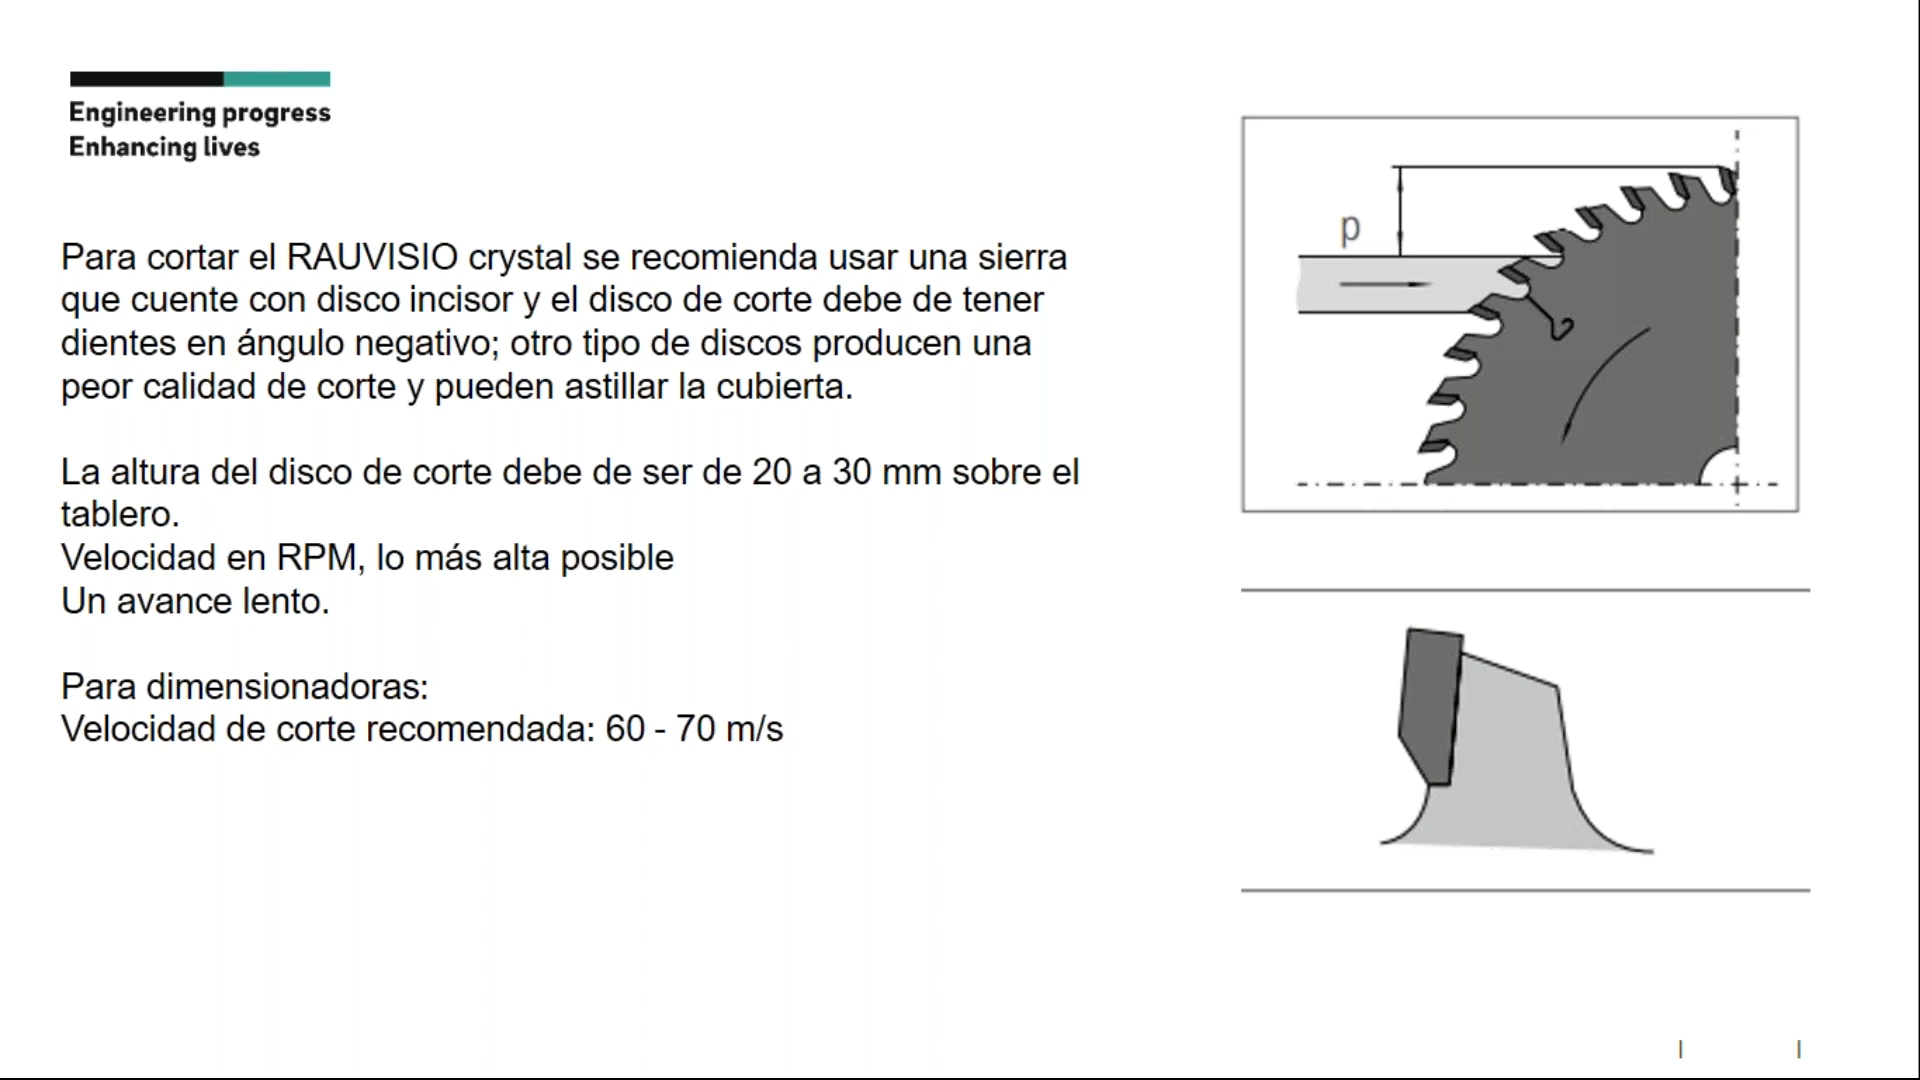 Engineering progress
Enhancing lives
Para cortar el RAUVISIO crystal se recomienda usar una sierra
que cuente con disco incisor y el disco de corte debe de tener
dientes en ángulo negativo; otro tipo de discos producen una
peor calidad de corte y pueden astillar la cubierta.
La altura del disco de corte debe de ser de 20 a 30 mm sobre el
tablero.
Velocidad en RPM, lo más alta posible
Un avance lento.
Para dimensionadoras:
Velocidad de corte recomendada: 60 - 70 m/s
p